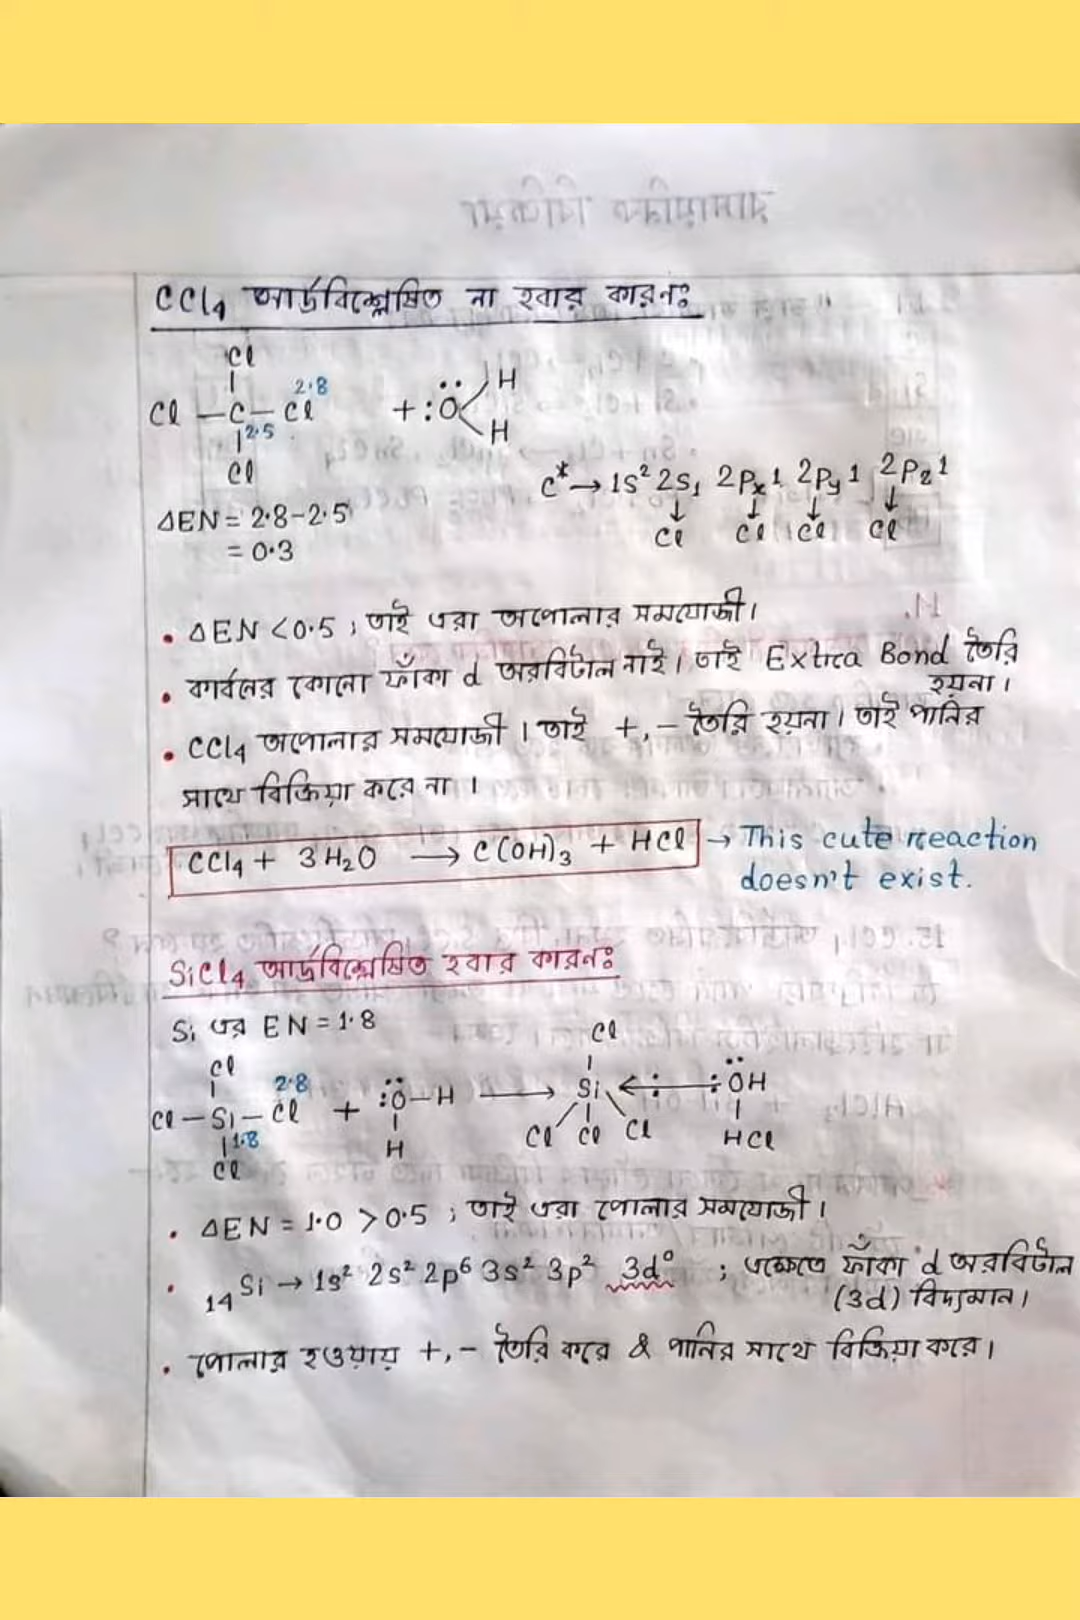 CCl4 আর্দ্রবিশ্লেষিত না হবার কারনঃ
Cl
Cl — C — Cl 2.8 + :Ö H
2.5 H
Cl
C* → 1s² 2s1 2Px1 2Py1 2Pz1
Cl Cl Cl Cl
ΔEN = 2.8-2.5
= 0.3
• ΔEN <0.5 ; তাই এরা অপোলার সমযোজী।
• কার্বনের কোনো ফাঁকা d অরবিটাল নাই। তাই Extra Bond তৈরি
হয়না।
• CCl4 অপোলার সমযোজী। তাই +,- তৈরি হয়না। তাই পানির
সাথে বিক্রিয়া করে না।
CCl4 + 3H2O → C(OH)3 + HCl → This cute reaction
doesn't exist.
SiCl4 আর্দ্রবিশ্লেষিত হবার কারনঃ
Si এর EN = 1.8
Cl
Cl — Si — Cl 2.8 + :Ö — H →
1.8 H
Cl
Cl
Si ← : :ÖH
Cl Cl Cl HCl
• ΔEN = 1.0 >0.5 ; তাই এরা পোলার সমযোজী।
• 14Si → 1s² 2s² 2p⁶ 3s² 3p² 3d⁰ ; এক্ষেত্রে ফাঁকা d অরবিটাল
(3d) বিদ্যমান।
• পোলার হওয়ায় +,- তৈরি করে & পানির সাথে বিক্রিয়া করে।